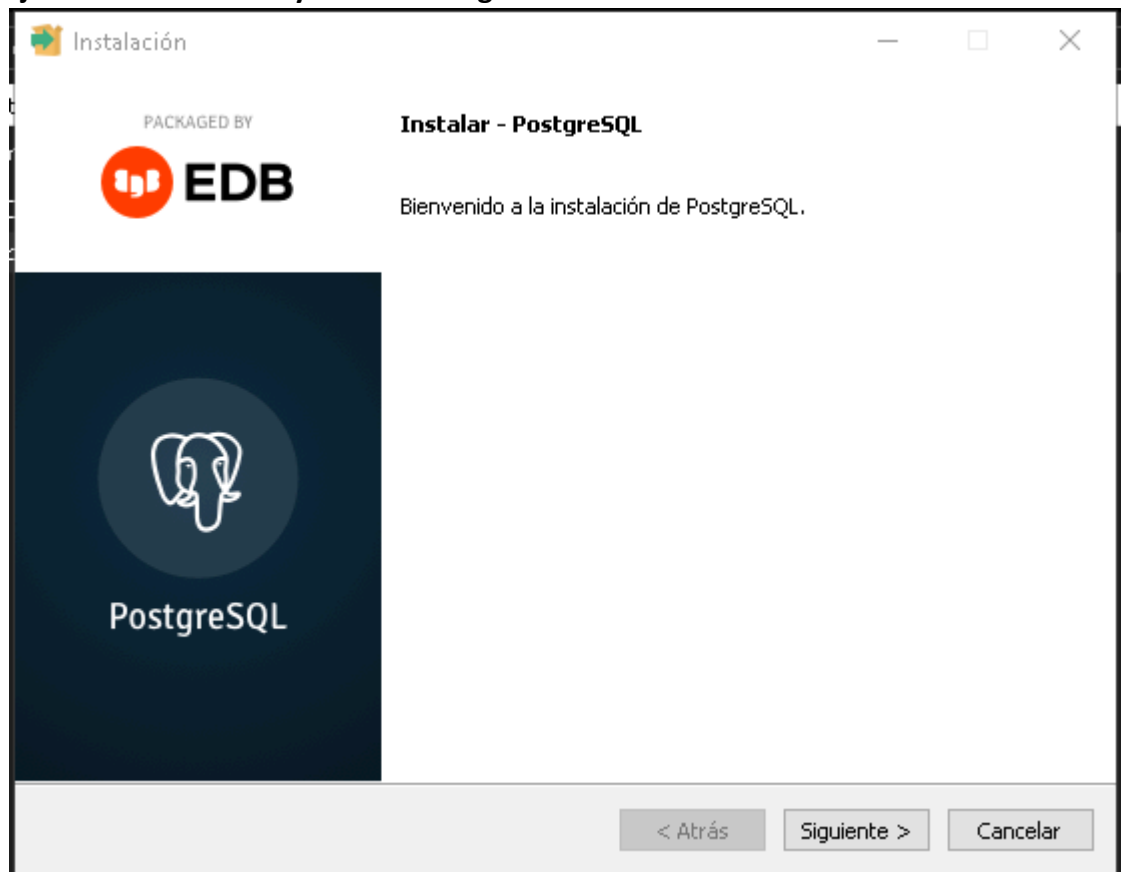 Instalación
PACKAGED BY
EDB
Instalar - PostgreSQL
Bienvenido a la instalación de PostgreSQL.
PostgreSQL
< Atrás
Siguiente >
Cancelar